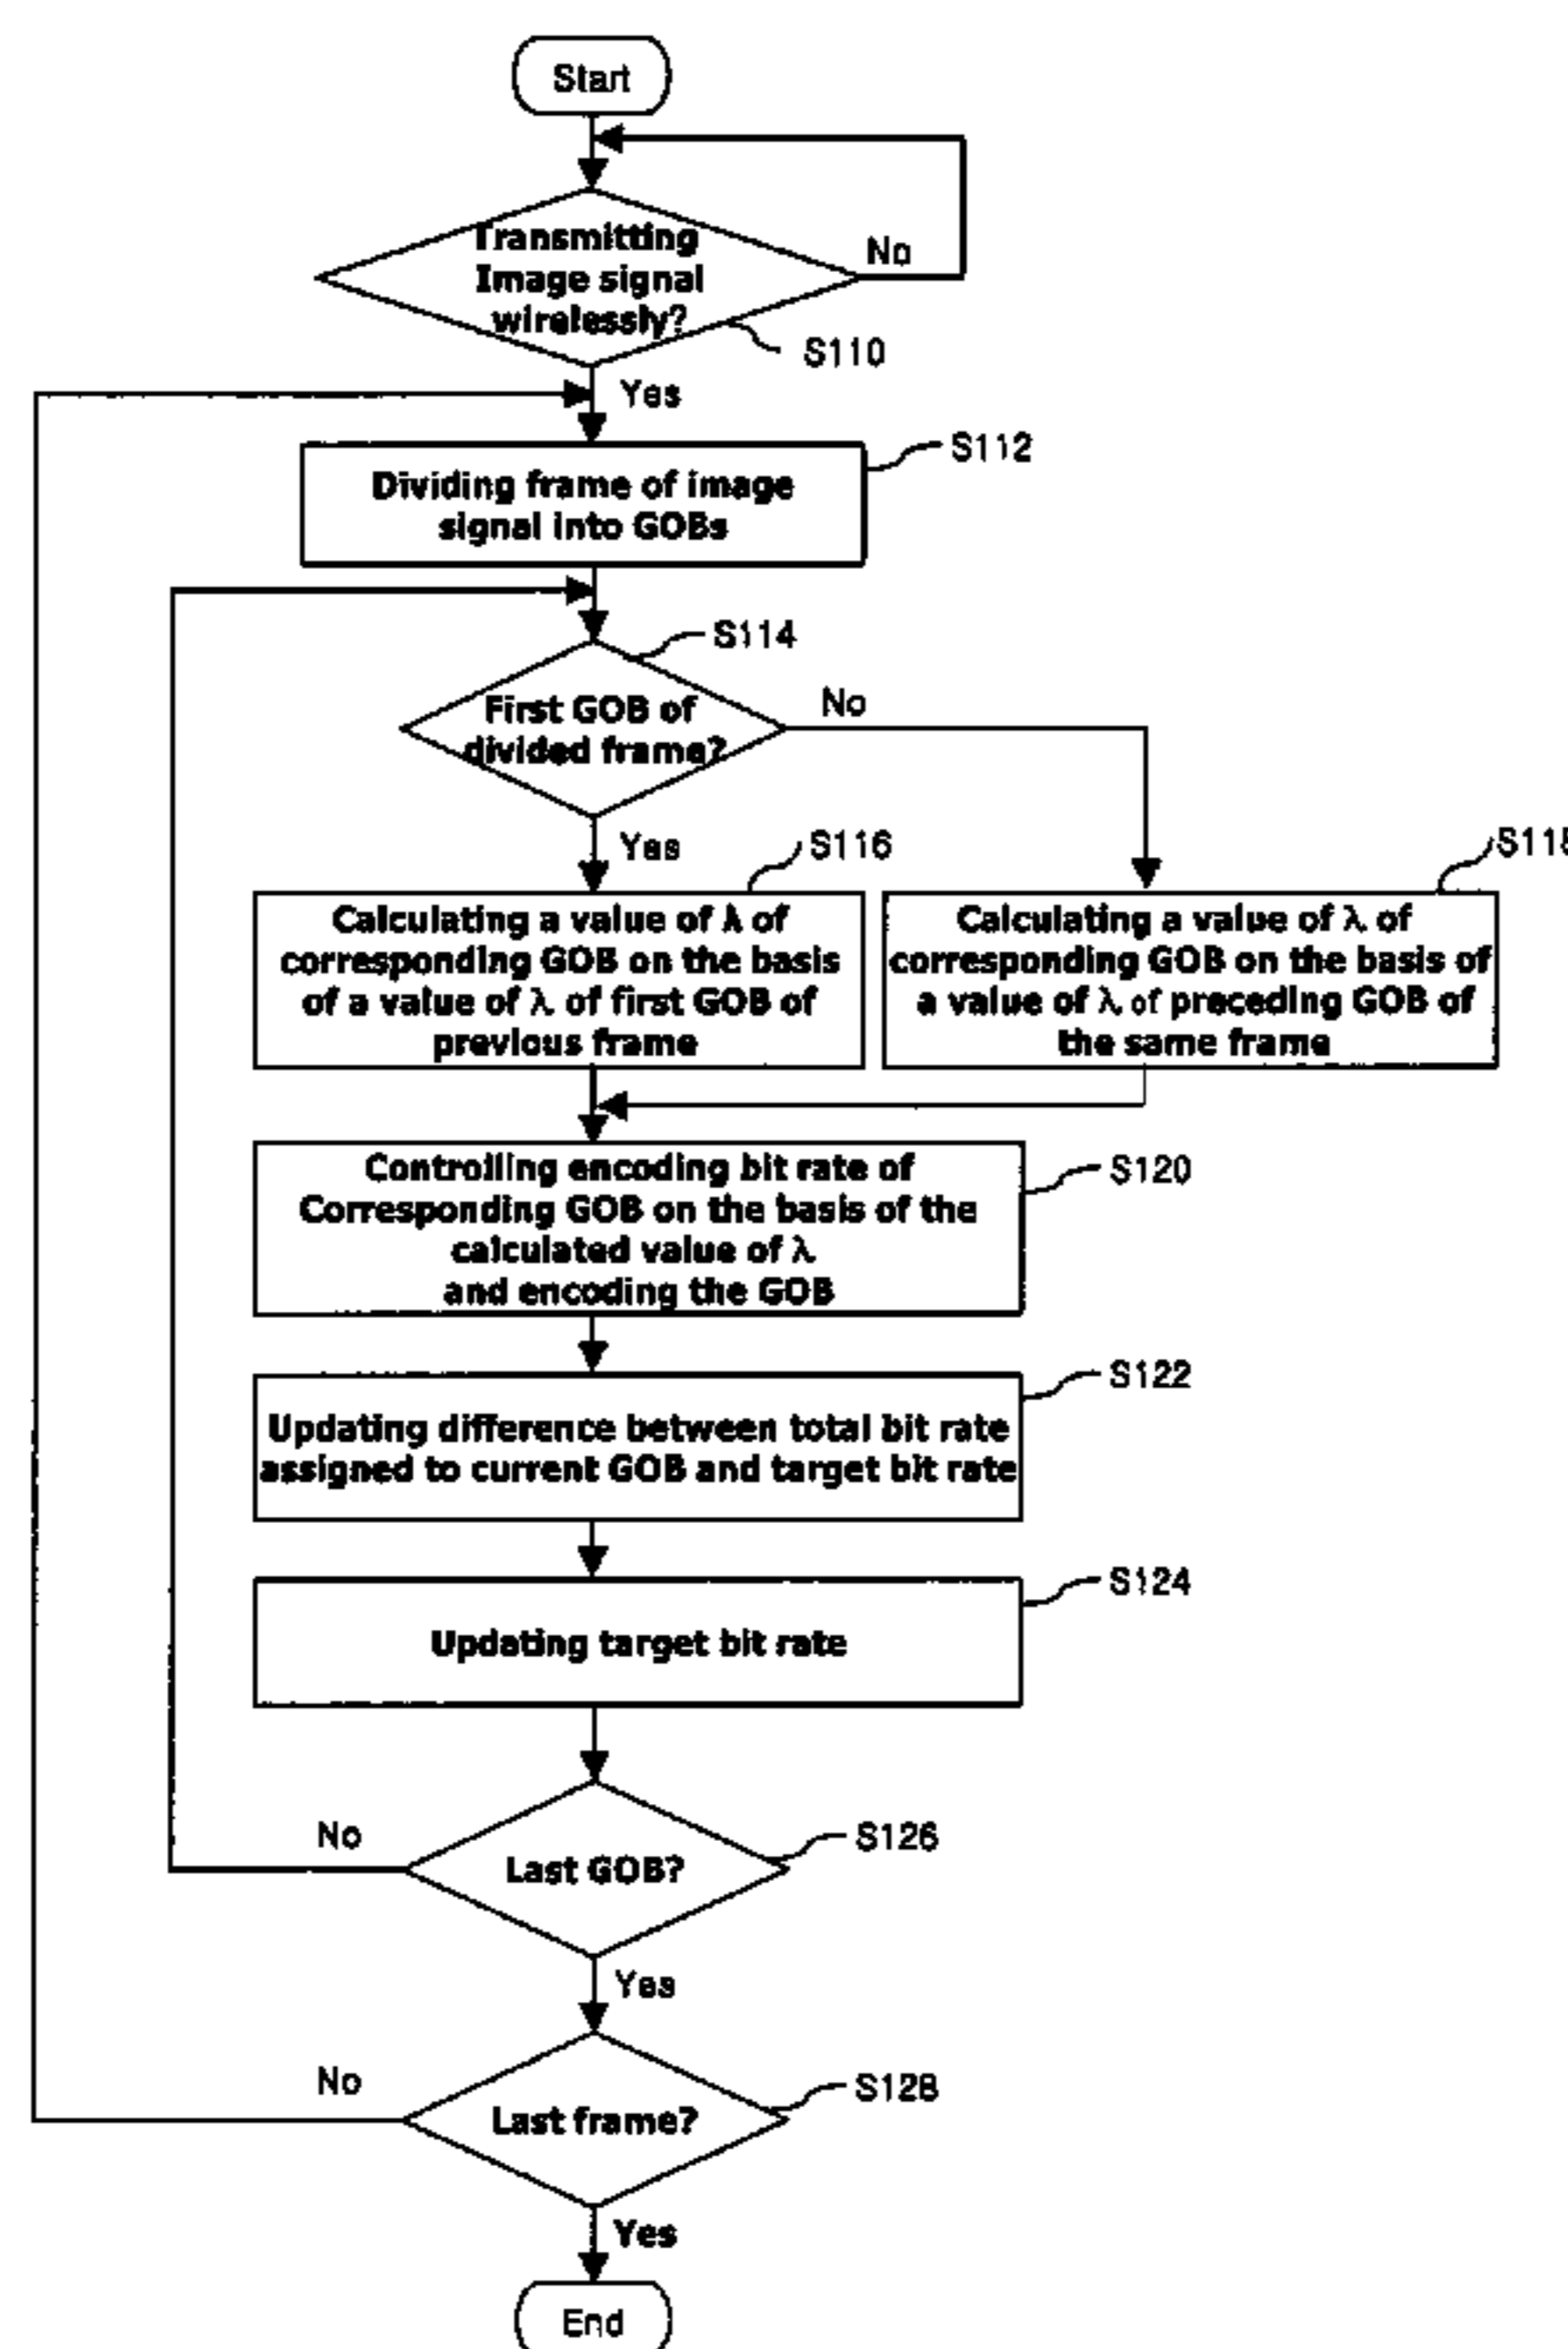 Start
Transmitting
Image signal
wirelessly?
No
S110
Yes
S112
Dividing frame of image
signal into GOBs
S114
First GOB of
divided frame?
No
Yes
S116
Calculating a value of λ of
corresponding GOB on the basis
of a value of λ of first GOB of
previous frame
Calculating a value of λ of
corresponding GOB on the basis of
a value of λ of preceding GOB of
the same frame
Controlling encoding bit rate of
Corresponding GOB on the basis of the
calculated value of λ
and encoding the GOB
S120
S122
Updating difference between total bit rate
assigned to current GOB and target bit rate
S124
Updating target bit rate
No
S126
Last GOB?
Yes
No
S128
Last frame?
Yes
End